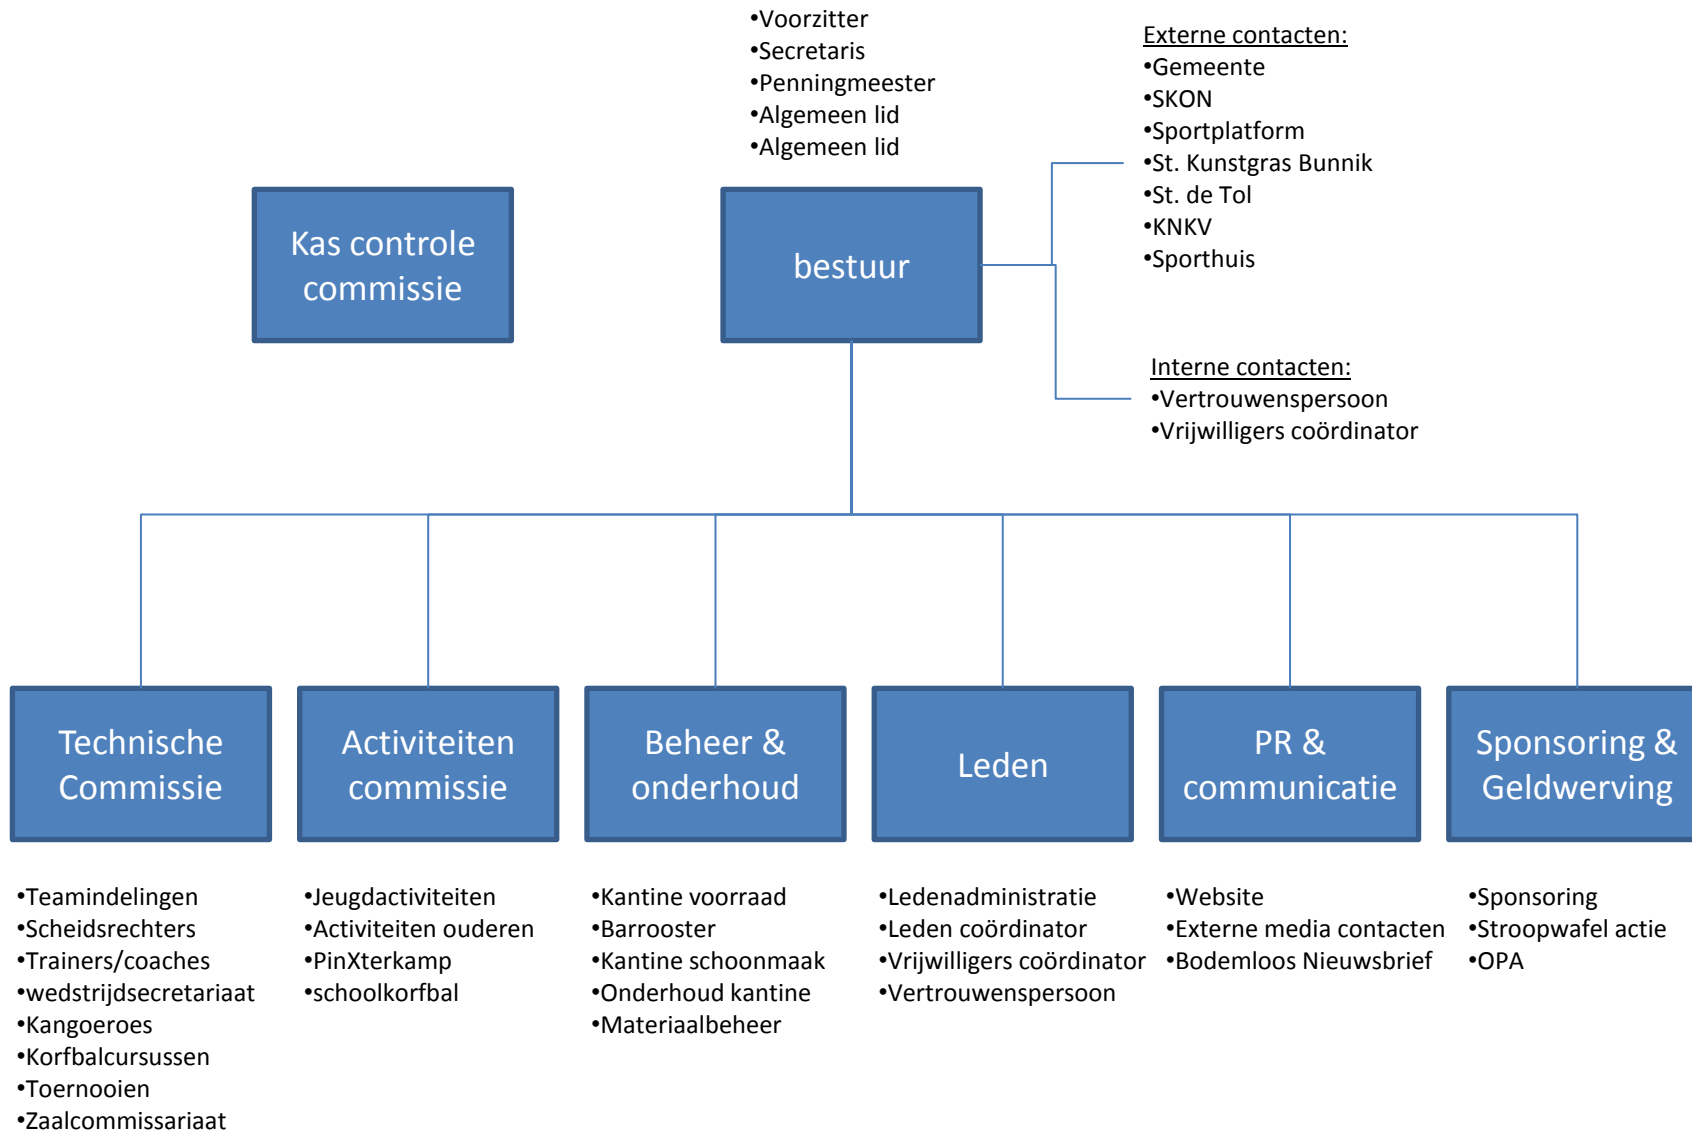 •Voorzitter
•Secretaris
•Penningmeester
•Algemeen lid
•Algemeen lid
Externe contacten:
•Gemeente
•SKON
•Sportplatform
•St. Kunstgras Bunnik
•St. de Tol
•KNKV
•Sporthuis
Kas controle
commissie
bestuur
Interne contacten:
•Vertrouwenspersoon
•Vrijwilligers coördinator
Technische
Commissie
Activiteiten
commissie
Beheer &
onderhoud
Leden
PR &
communicatie
Sponsoring &
Geldwerving
•Teamindelingen
•Scheidsrechters
•Trainers/coaches
•wedstrijdsecretariaat
•Kangoeroes
•Korfbalcursussen
•Toernooien
•Zaalcommissariaat
•Jeugdactiviteiten
•Activiteiten ouderen
•PinXterkamp
•schoolkorfbal
•Kantine voorraad
•Barrooster
•Kantine schoonmaak
•Onderhoud kantine
•Materiaalbeheer
•Ledenadministratie
•Leden coördinator
•Vrijwilligers coördinator
•Vertrouwenspersoon
•Website
•Externe media contacten
•Bodemloos Nieuwsbrief
•Sponsoring
•Stroopwafel actie
•OPA